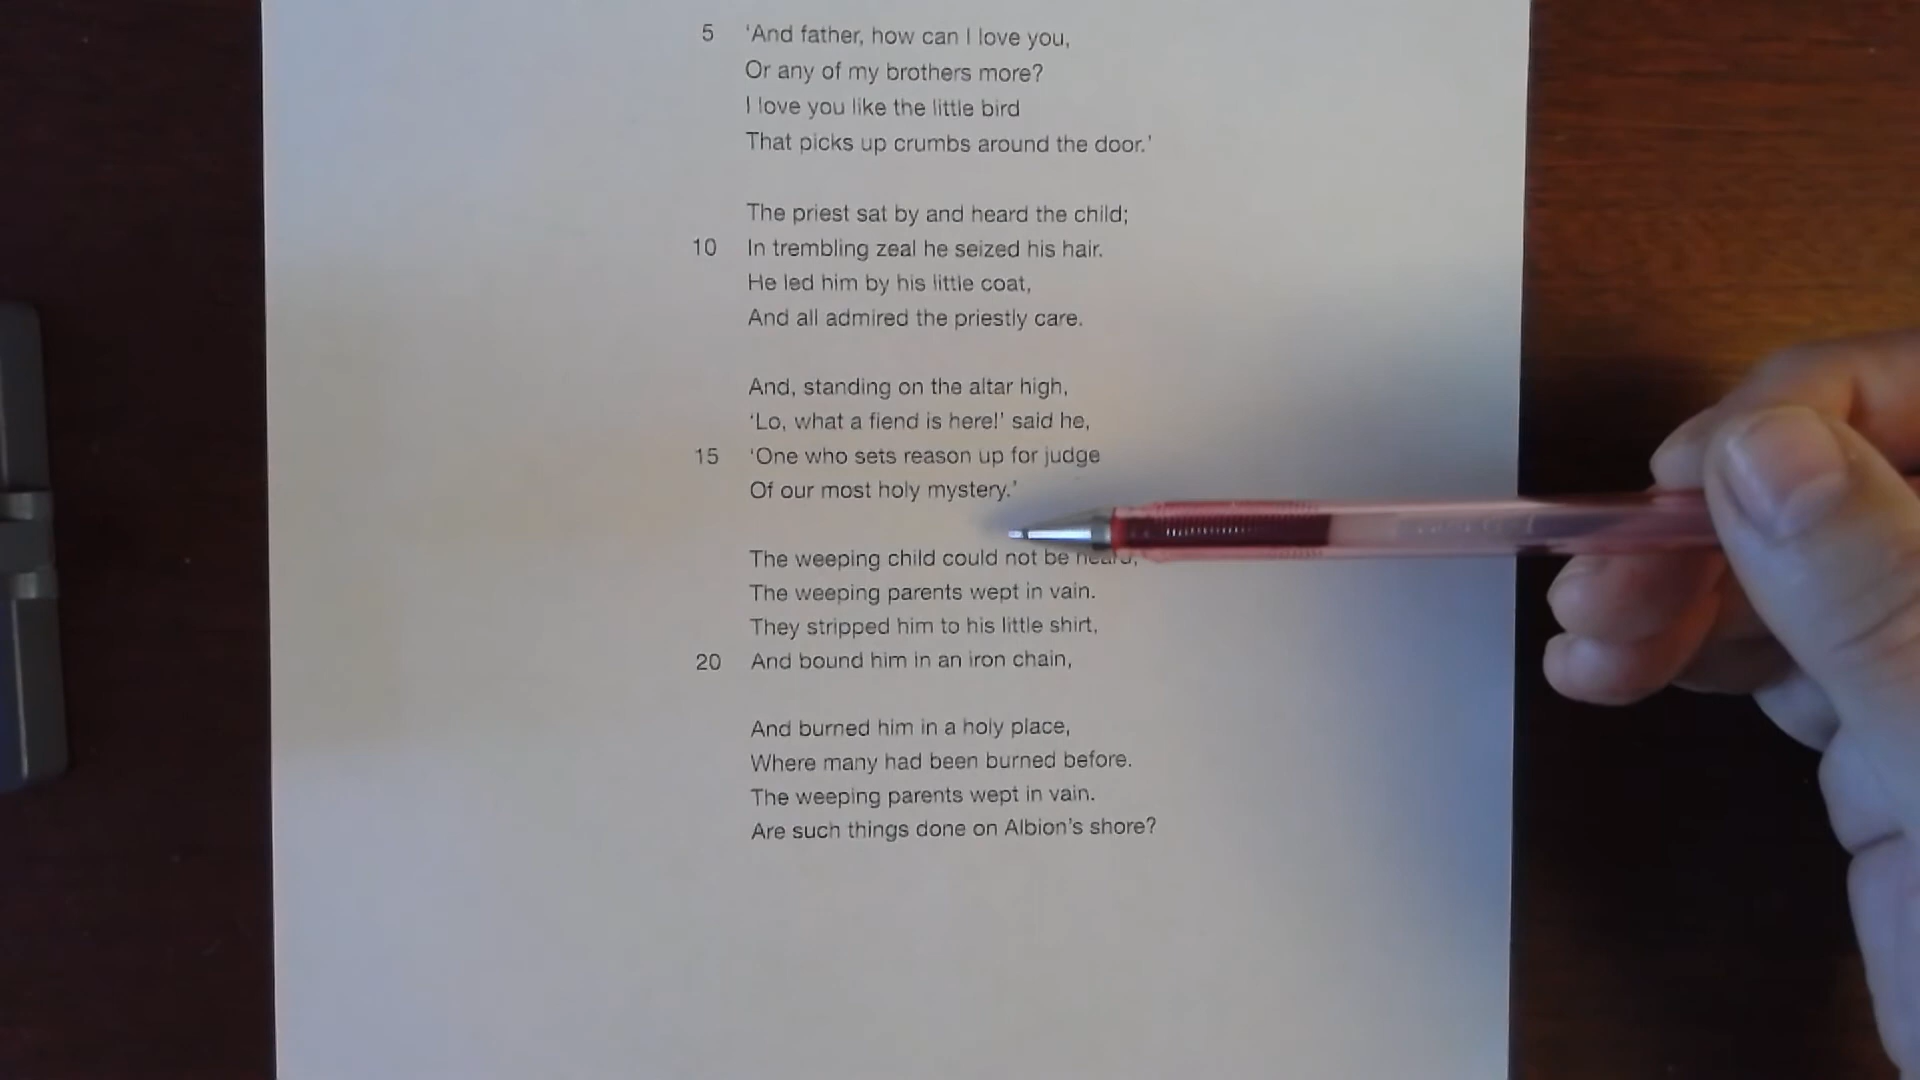 5 ‘And father, how can I love you,
Or any of my brothers more?
I love you like the little bird
That picks up crumbs around the door.’
The priest sat by and heard the child;
10 In trembling zeal he seized his hair.
He led him by his little coat,
And all admired the priestly care.
And, standing on the altar high,
‘Lo, what a fiend is here!’ said he,
15 ‘One who sets reason up for judge
Of our most holy mystery.’
The weeping child could not be heard,
The weeping parents wept in vain.
They stripped him to his little shirt,
20 And bound him in an iron chain,
And burned him in a holy place,
Where many had been burned before.
The weeping parents wept in vain.
Are such things done on Albion’s shore?